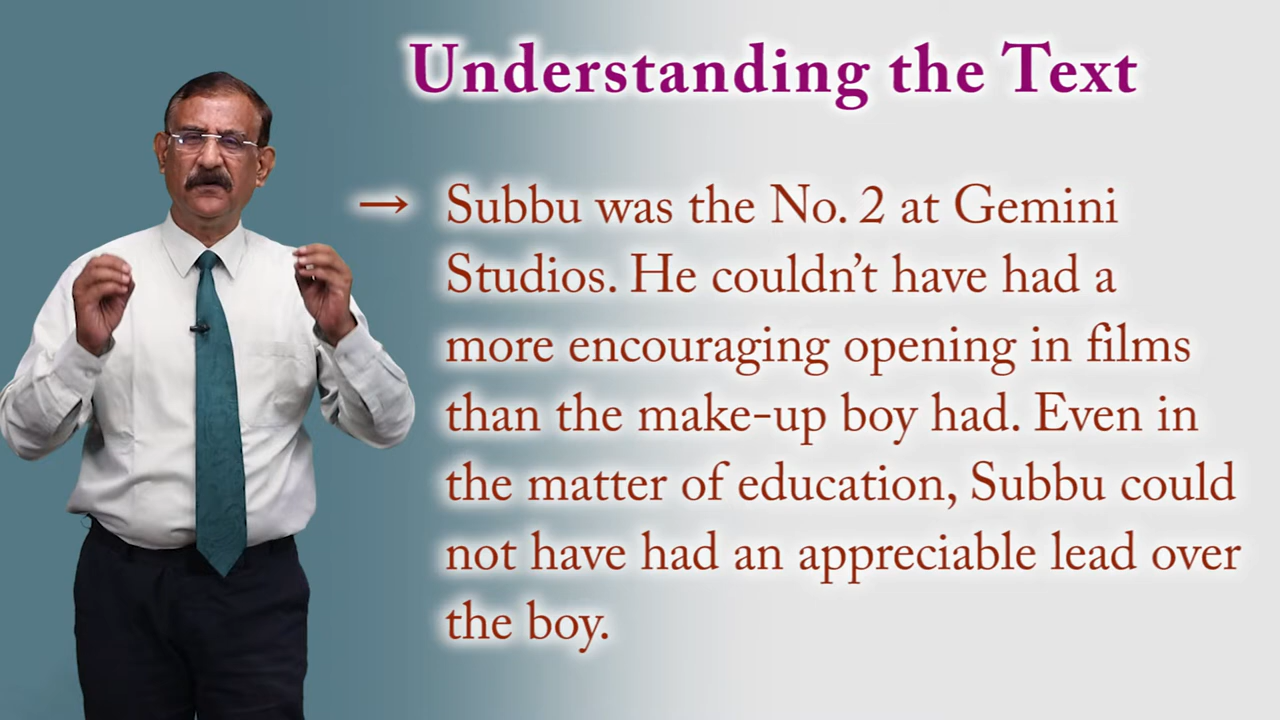 Understanding the Text
→ Subbu was the No. 2 at Gemini
Studios. He couldn’t have had a
more encouraging opening in films
than the make-up boy had. Even in
the matter of education, Subbu could
not have had an appreciable lead over
the boy.